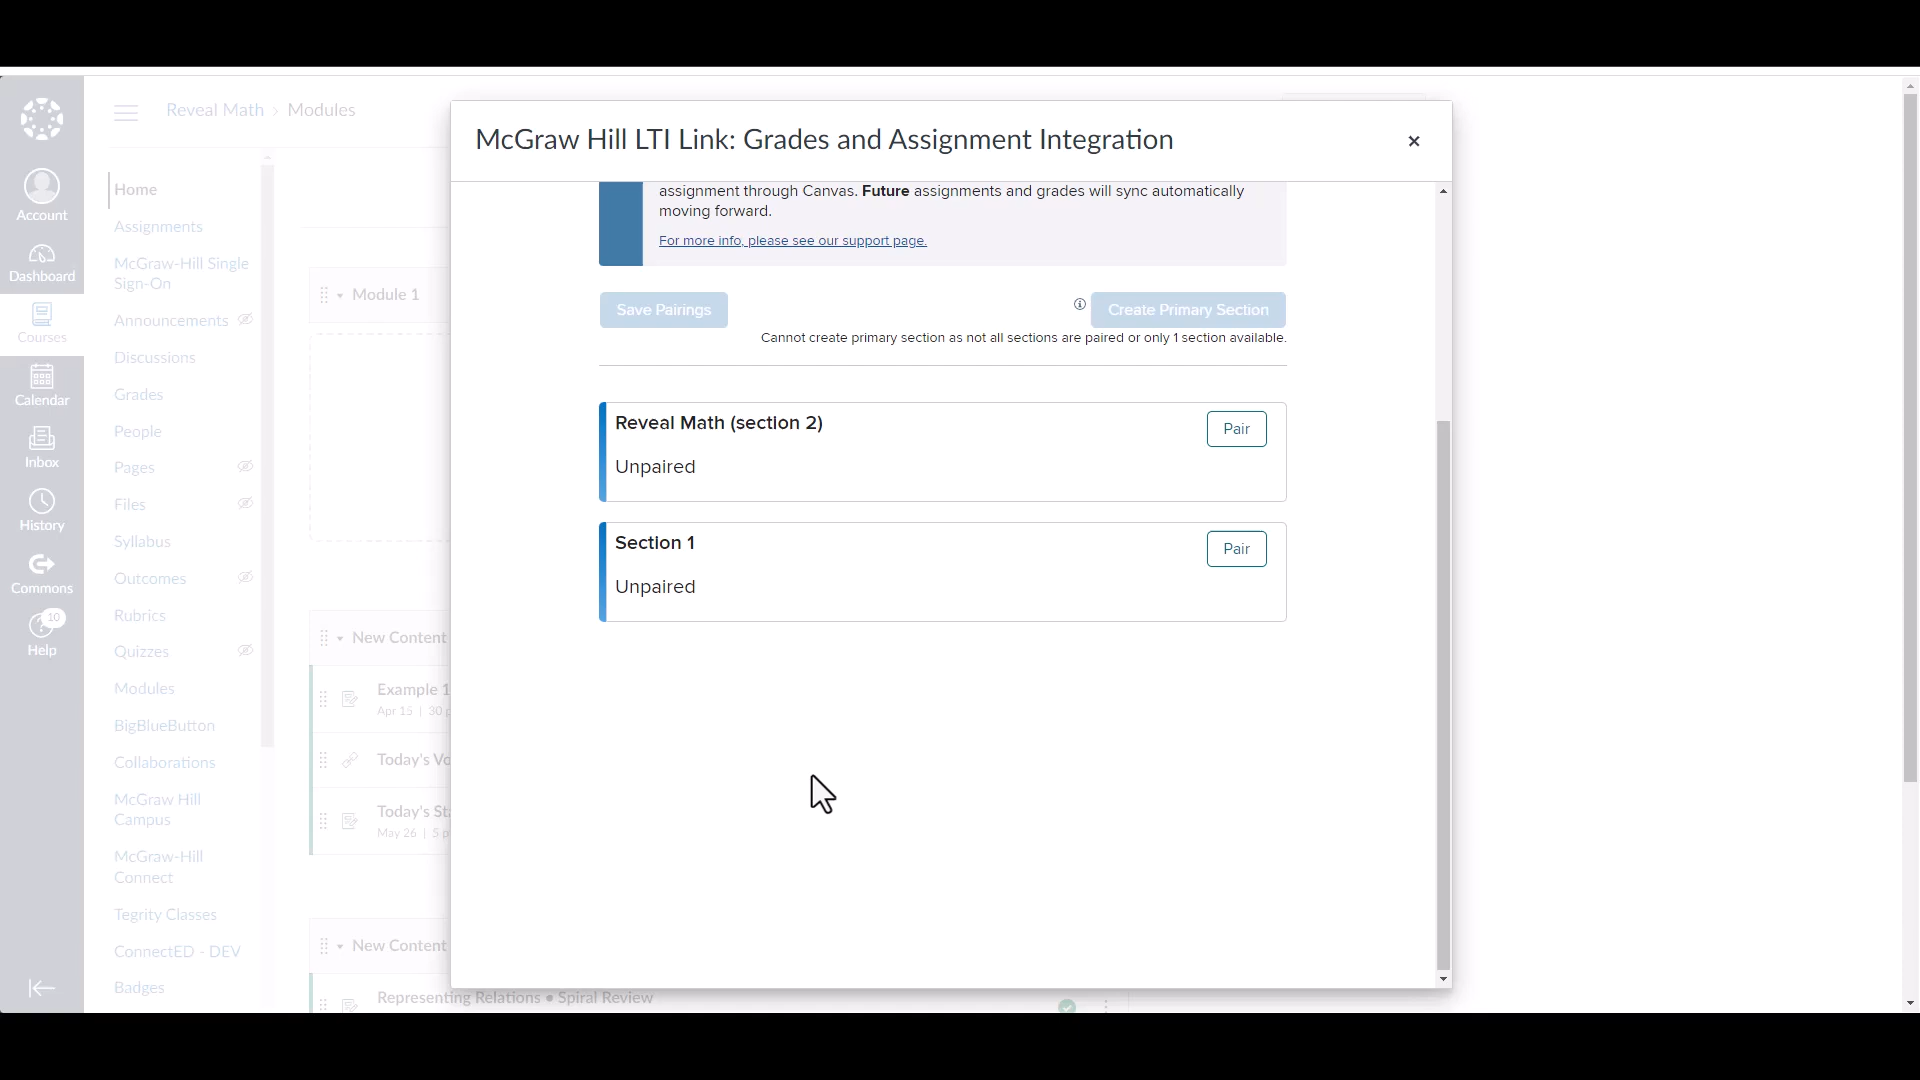 Reveal Math › Modules
McGraw Hill LTI Link: Grades and Assignment Integration
Account
Dashboard
Courses
Calendar
Inbox
History
Commons
10
Help
Home
Assignments
McGraw-Hill Single
Sign-On
Announcements
Discussions
Grades
People
Pages
Files
Syllabus
Outcomes
Rubrics
Quizzes
Modules
BigBlueButton
Collaborations
McGraw Hill
Campus
McGraw-Hill
Connect
Tegrity Classes
ConnectED - DEV
Badges
Module 1
New Content
Example 1
Apr 15 | 30 p
Today's Vo
Today's Sta
May 26 | 5 p
New Content
Representing Relations • Spiral Review
assignment through Canvas. Future assignments and grades will sync automatically
moving forward.
For more info, please see our support page.
Save Pairings
Create Primary Section
Cannot create primary section as not all sections are paired or only 1 section available.
Reveal Math (section 2)
Pair
Unpaired
Section 1
Pair
Unpaired